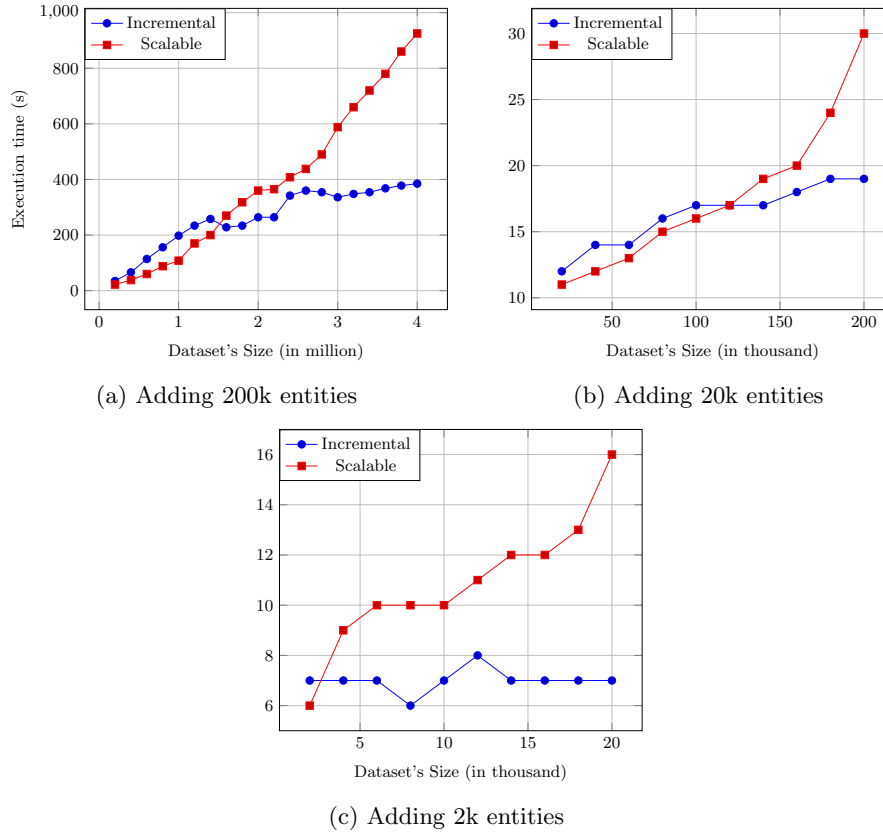 1,000
800
600
400
200
0
Execution time (s)
Incremental
Scalable
0 1 2 3 4
Dataset's Size (in million)
(a) Adding 200k entities
30
25
20
15
10
Incremental
Scalable
50 100 150 200
Dataset's Size (in thousand)
(b) Adding 20k entities
16
14
12
10
8
6
Incremental
Scalable
5 10 15 20
Dataset's Size (in thousand)
(c) Adding 2k entities